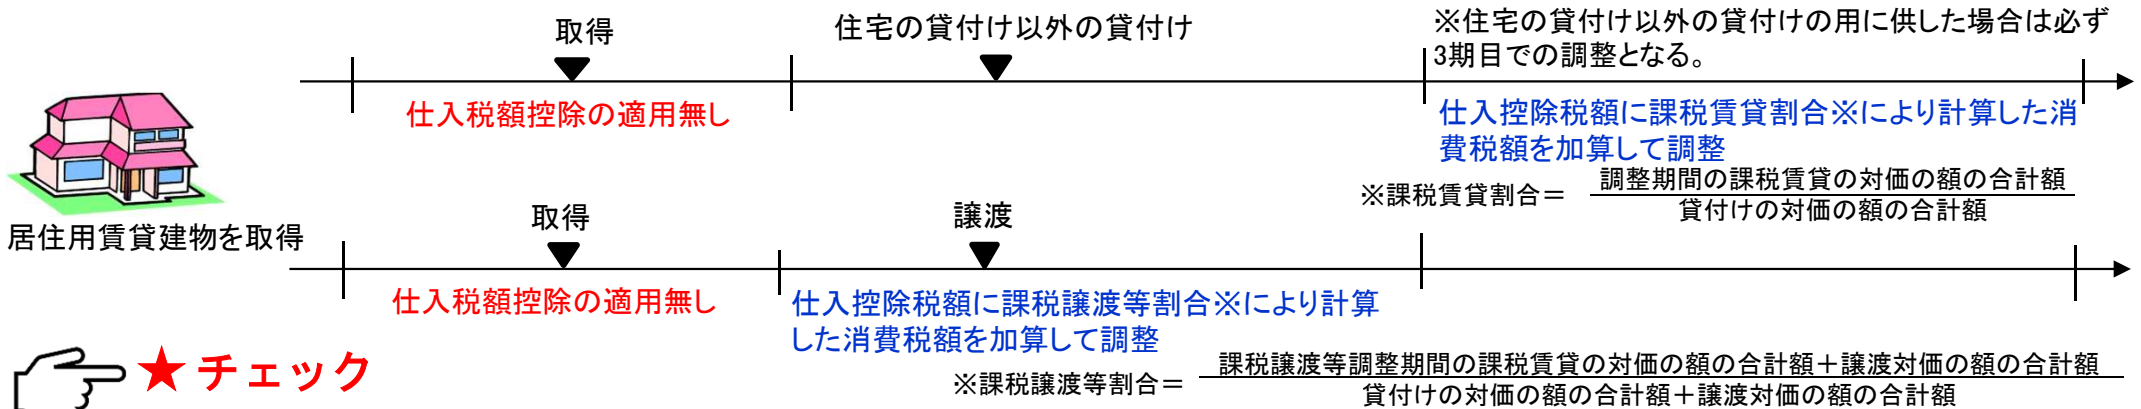 取得
住宅の貸付け以外の貸付け
※住宅の貸付け以外の貸付けの用に供した場合は必ず
3期目での調整となる。
仕入税額控除の適用無し
仕入控除税額に課税賃貸割合※により計算した消
費税額を加算して調整
※課税賃貸割合＝
調整期間の課税賃貸の対価の額の合計額
貸付けの対価の額の合計額
居住用賃貸建物を取得
取得
譲渡
仕入税額控除の適用無し
仕入控除税額に課税譲渡等割合※により計算
した消費税額を加算して調整
★チェック
※課税譲渡等割合＝
課税譲渡等調整期間の課税賃貸の対価の額の合計額＋譲渡対価の額の合計額
貸付けの対価の額の合計額＋譲渡対価の額の合計額